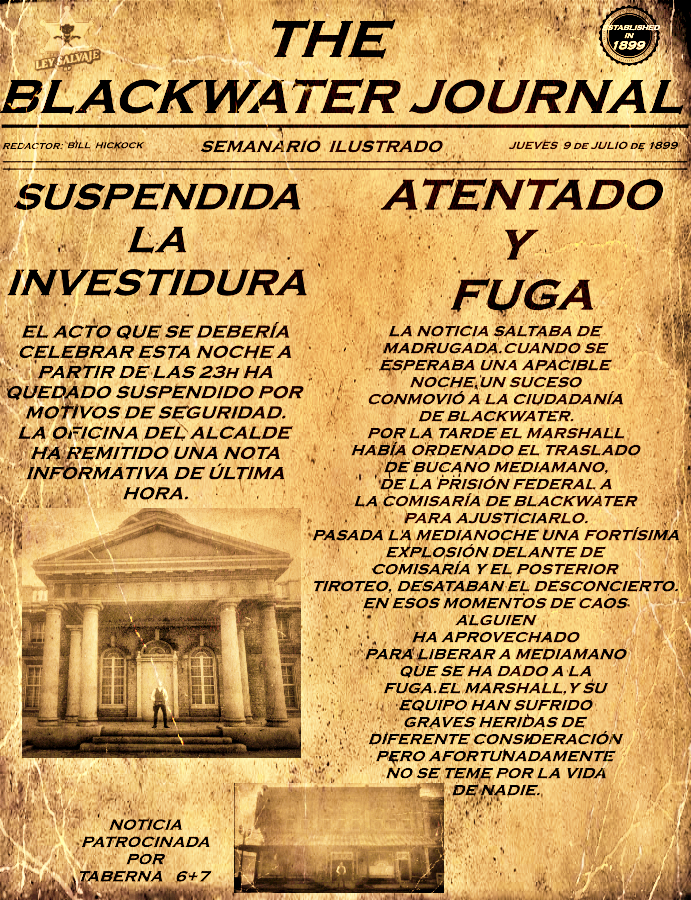 LEY SALVAJE
ESTABLISHED
IN
1899
THE
BLACKWATER JOURNAL
REDACTOR: BILL HICKOCK
SEMANARIO ILUSTRADO
JUEVES 9 DE JULIO DE 1899
SUSPENDIDA
LA
INVESTIDURA
EL ACTO QUE SE DEBERÍA
CELEBRAR ESTA NOCHE A
PARTIR DE LAS 23H HA
QUEDADO SUSPENDIDO POR
MOTIVOS DE SEGURIDAD.
LA OFICINA DEL ALCALDE
HA REMITIDO UNA NOTA
INFORMATIVA DE ÚLTIMA
HORA.
ATENTADO
Y
FUGA
LA NOTICIA SALTABA DE
MADRUGADA.CUANDO SE
ESPERABA UNA APACIBLE
NOCHE,UN SUCESO
CONMOVIÓ A LA CIUDADANÍA
DE BLACKWATER.
POR LA TARDE EL MARSHALL
HABÍA ORDENADO EL TRASLADO
DE BUCANO MEDIAMANO,
DE LA PRISIÓN FEDERAL A
LA COMISARÍA DE BLACKWATER
PARA AJUSTICIARLO.
PASADA LA MEDIANOCHE UNA FORTÍSIMA
EXPLOSIÓN DELANTE DE
COMISARÍA Y EL POSTERIOR
TIROTEO, DESATABAN EL DESCONCIERTO.
EN ESOS MOMENTOS DE CAOS
ALGUIEN
HA APROVECHADO
PARA LIBERAR A MEDIAMANO
QUE SE HA DADO A LA
FUGA.EL MARSHALL,Y SU
EQUIPO HAN SUFRIDO
GRAVES HERIDAS DE
DIFERENTE CONSIDERACIÓN
PERO AFORTUNADAMENTE
NO SE TEME POR LA VIDA
DE NADIE.
NOTICIA
PATROCINADA
POR
TABERNA 6+7